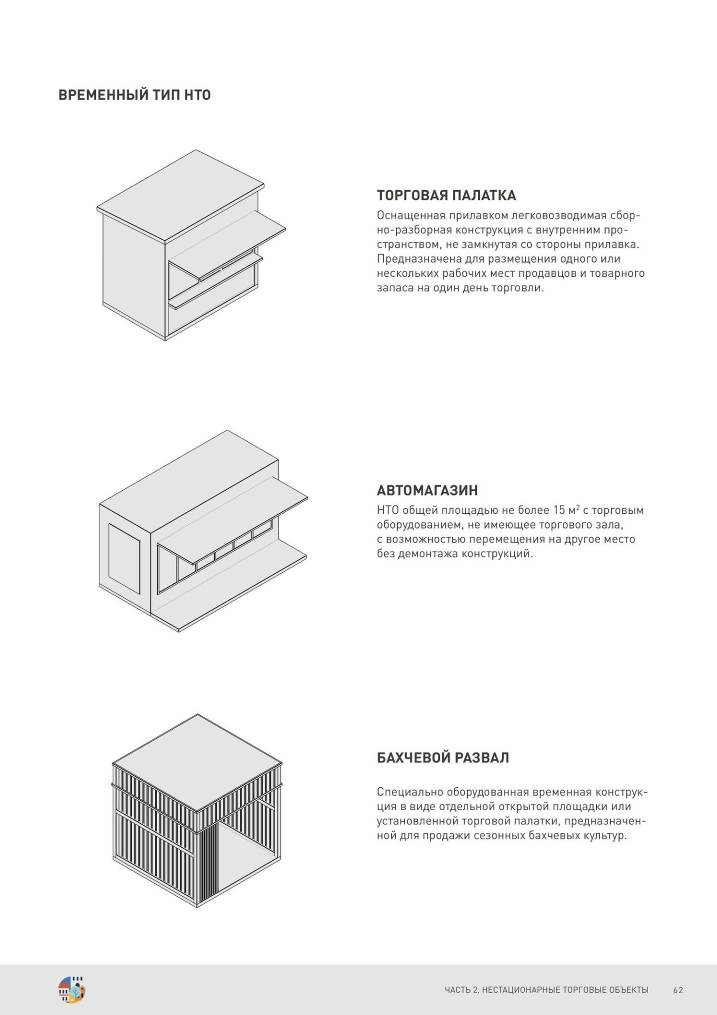 ВРЕМЕННЫЙ ТИП НТО
ТОРГОВАЯ ПАЛАТКА
Оснащенная прилавком легковозводимая сбор-
но-разборная конструкция с внутренним про-
странством, не замкнутая со стороны прилавка.
Предназначена для размещения одного или
нескольких рабочих мест продавцов и товарного
запаса на один день торговли.
АВТОМАГАЗИН
НТО общей площадью не более 15 м² с торговым
оборудованием, не имеющее торгового зала,
с возможностью перемещения на другое место
без демонтажа конструкций.
БАХЧЕВОЙ РАЗВАЛ
Специально оборудованная временная конструк-
ция в виде отдельной открытой площадки или
установленной торговой палатки, предназначен-
ной для продажи сезонных бахчевых культур.
ЧАСТЬ 2. НЕСТАЦИОНАРНЫЕ ТОРГОВЫЕ ОБЪЕКТЫ 62